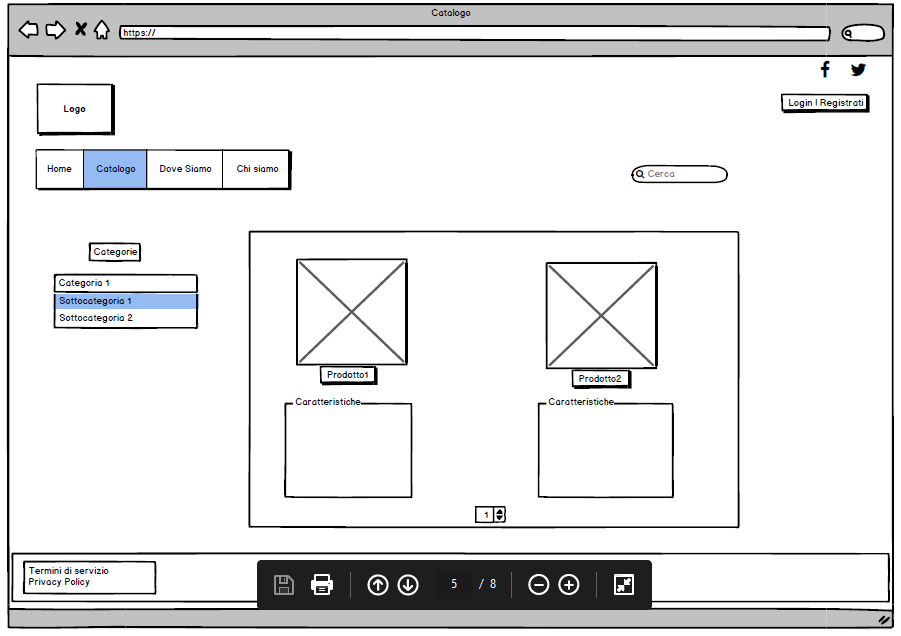 Catalogo
https://
Login | Registrati
Logo
Home Catalogo Dove Siamo Chi siamo
Cerca
Categorie
Categoria 1
Sottocategoria 1
Sottocategoria 2
Prodotto1
Prodotto2
Caratteristiche
Caratteristiche
1
Termini di servizio
Privacy Policy
5 / 8